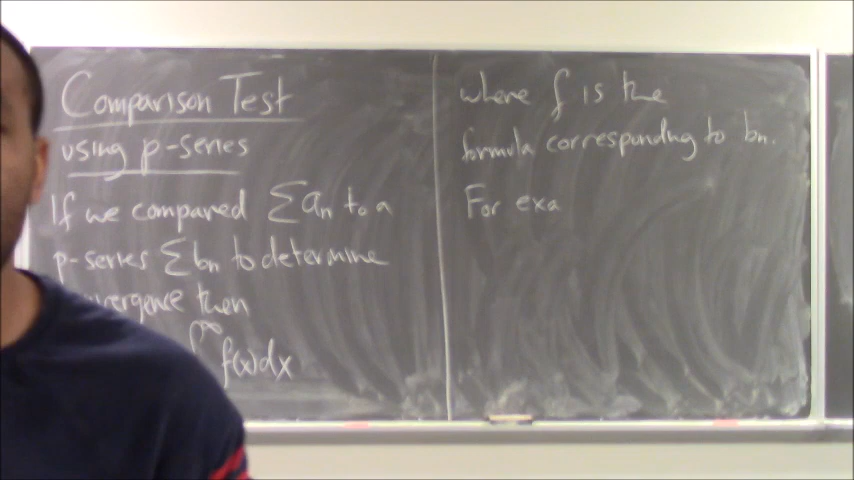 Comparison Test
using p-series
If we compared ∑an to a
p-series ∑bn to determine
then
∫^∞ f(x)dx
where f is the
formula corresponding to bn.
For exa